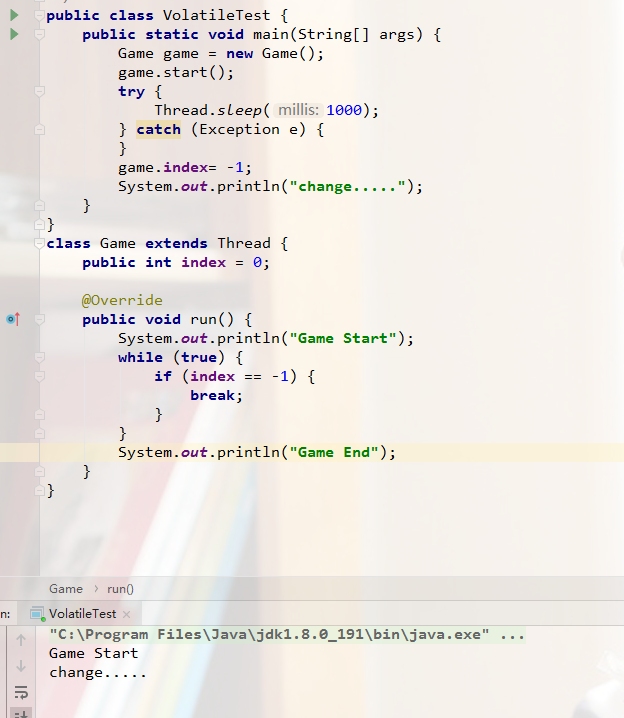 public class VolatileTest {
public static void main(String[] args) {
Game game = new Game();
game.start();
try {
Thread.sleep( millis: 1000);
} catch (Exception e) {
}
game.index= -1;
System.out.println("change.....");
}
}
class Game extends Thread {
public int index = 0;
@Override
public void run() {
System.out.println("Game Start");
while (true) {
if (index == -1) {
break;
}
}
System.out.println("Game End");
}
}
Game › run()
n: VolatileTest ×
"C:\Program Files\Java\jdk1.8.0_191\bin\java.exe" ...
Game Start
change.....